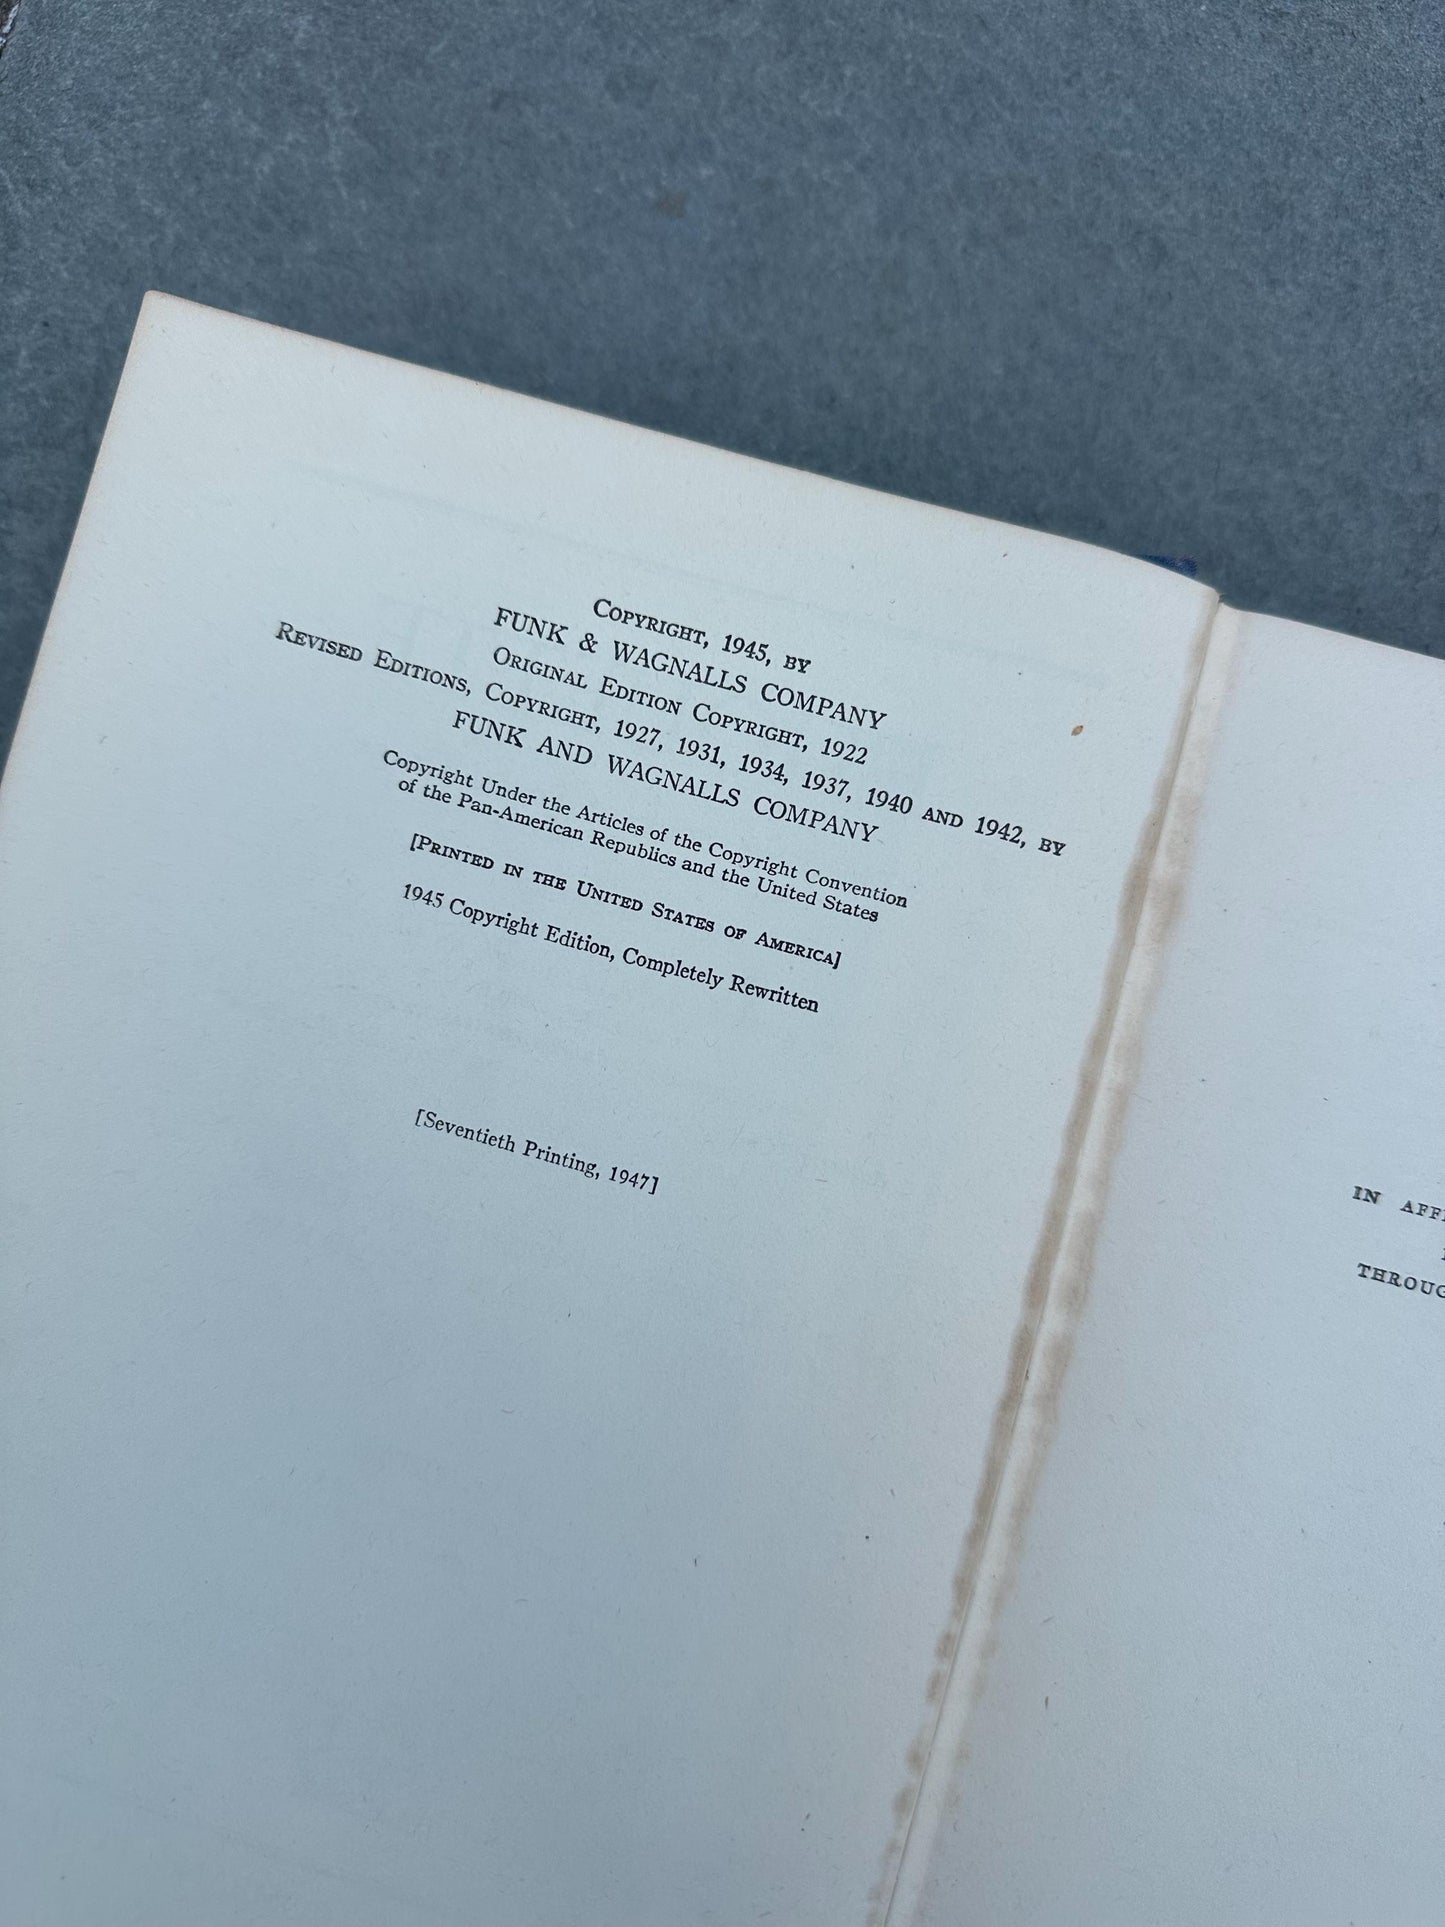 Copyright, 1945, by
FUNK & WAGNALLS COMPANY
Original Edition Copyright, 1922
Revised Editions, Copyright, 1927, 1931, 1934, 1937, 1940 and 1942, by
FUNK AND WAGNALLS COMPANY
Copyright Under the Articles of the Copyright Convention
of the Pan-American Republics and the United States
[Printed in the United States of America]
1945 Copyright Edition, Completely Rewritten
[Seventieth Printing, 1947]
IN